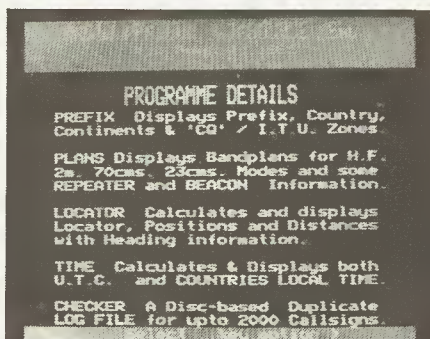 PROGRAMME DETAILS
PREFIX Displays Prefix, Country,
Continents & 'CQ' / I.T.U. Zones.
PLANS Displays Bandplans for H.F.
2m. 70cms. 23cms. Modes and some
REPEATER and BEACON Information.
LOCATOR Calculates and displays
Locator, Positions and Distances
with Heading information.
TIME Calculates & Displays both
U.T.C. and COUNTRIES LOCAL TIME.
CHECKER A Disc-based Duplicate
LOG FILE for upto 2000 Callsigns.